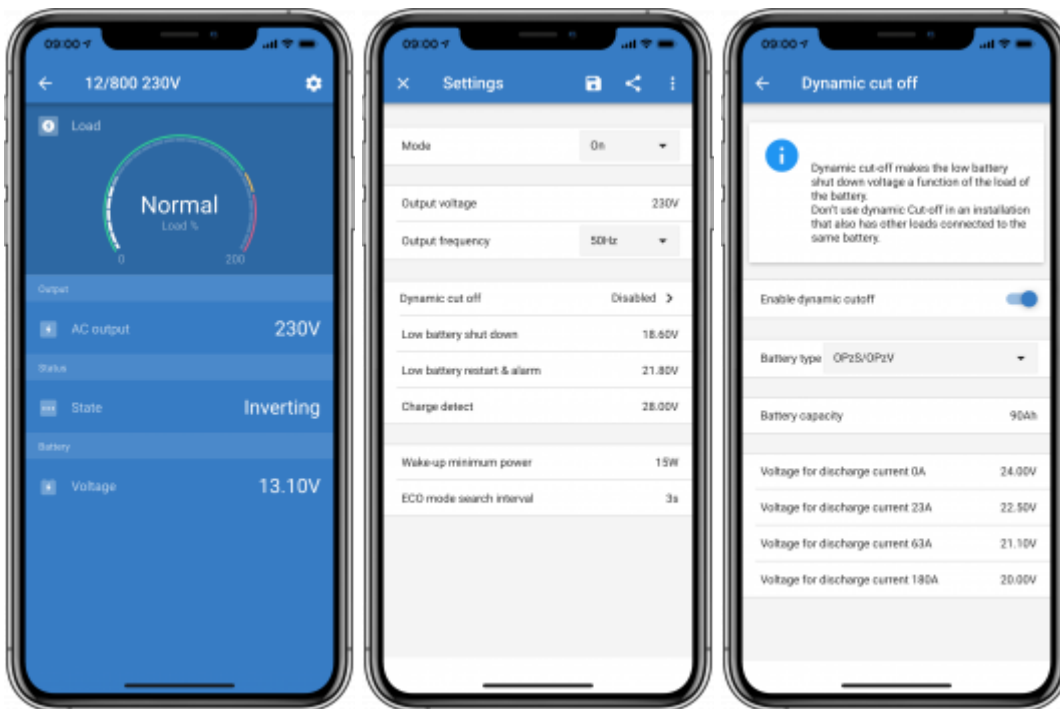 09:00
12/800 230V
Load
Normal
Load %
0
200
Output
AC output
230V
Status
State
Inverting
Battery
Voltage
13.10V
09:00
Settings
Mode
On
Output voltage
230V
Output frequency
50Hz
Dynamic cut off
Disabled
Low battery shut down
18.60V
Low battery restart & alarm
21.80V
Charge detect
28.00V
Wake-up minimum power
15W
ECO mode search interval
3s
09:00
Dynamic cut off
Dynamic cut-off makes the low battery
shut down voltage a function of the load of
the battery.
Don't use dynamic Cut-off in an installation
that also has other loads connected to the
same battery.
Enable dynamic cutoff
Battery type
OPzS/OPzV
Battery capacity
90Ah
Voltage for discharge current 0A
24.00V
Voltage for discharge current 23A
22.50V
Voltage for discharge current 63A
21.10V
Voltage for discharge current 180A
20.00V